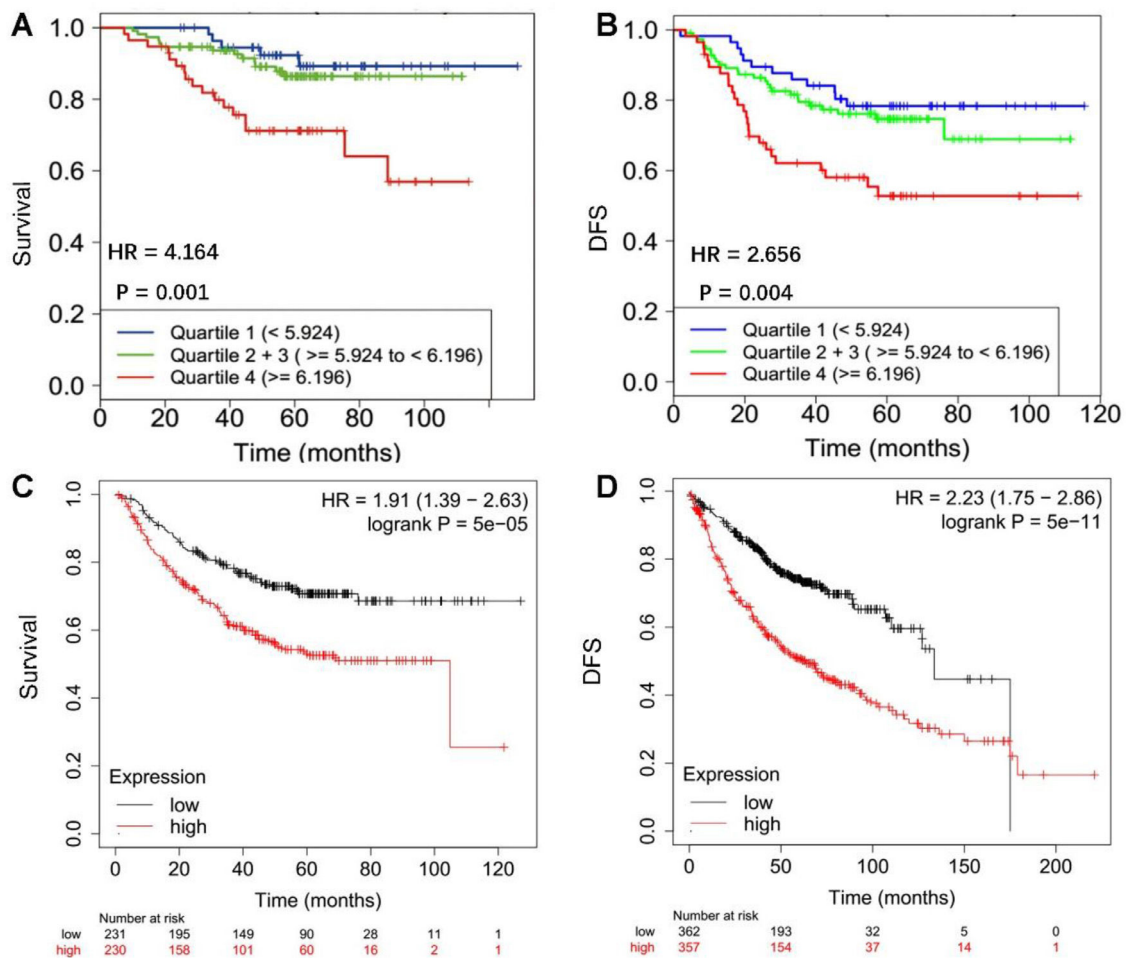 A
1.0
0.8
0.6
0.4
0.2
0.0
Survival
HR = 4.164
P = 0.001
Quartile 1 (< 5.924)
Quartile 2 + 3 ( >= 5.924 to < 6.196)
Quartile 4 (>= 6.196)
0 20 40 60 80 100
Time (months)
B
1.0
0.8
0.6
0.4
0.2
0.0
DFS
HR = 2.656
P = 0.004
Quartile 1 (< 5.924)
Quartile 2 + 3 ( >= 5.924 to < 6.196)
Quartile 4 (>= 6.196)
0 20 40 60 80 100 120
Time (months)
C
1.0
0.8
0.6
0.4
0.2
0.0
Survival
HR = 1.91 (1.39 − 2.63)
logrank P = 5e−05
Expression
low
high
0 20 40 60 80 100 120
Time (months)
Number at risk
low 231 195 149 90 28 11 1
high 230 158 101 60 16 2 1
D
1.0
0.8
0.6
0.4
0.2
0.0
DFS
HR = 2.23 (1.75 − 2.86)
logrank P = 5e−11
Expression
low
high
0 50 100 150 200
Time (months)
Number at risk
low 362 193 32 5 0
high 357 154 37 14 1